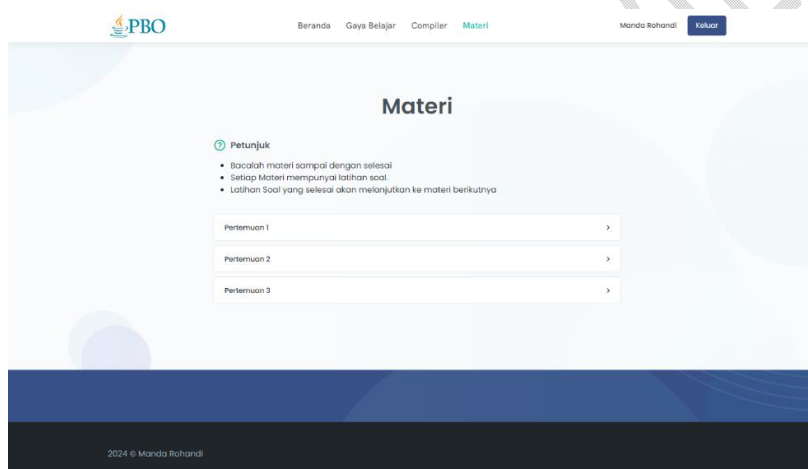 PBO
Beranda Gaya Belajar Compiler Materi
Manda Rohandi Keluar
Materi
Petunjuk
Bacalah materi sampai dengan selesai
Setiap Materi mempunyai latihan soal.
Latihan Soal yang selesai akan melanjutkan ke materi berikutnya
Pertemuan 1
Pertemuan 2
Pertemuan 3
2024 © Manda Rohandi